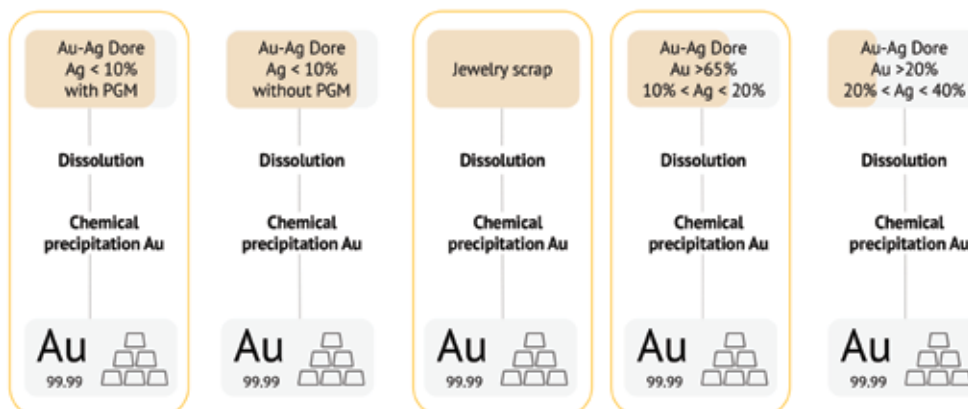 Au-Ag Dore
Ag < 10%
with PGM
Dissolution
Chemical
precipitation Au
Au
99.99
Au-Ag Dore
Ag < 10%
without PGM
Dissolution
Chemical
precipitation Au
Au
99.99
Jewelry scrap
Dissolution
Chemical
precipitation Au
Au
99.99
Au-Ag Dore
Au >65%
10% < Ag < 20%
Dissolution
Chemical
precipitation Au
Au
99.99
Au-Ag Dore
Au >20%
20% < Ag < 40%
Dissolution
Chemical
precipitation Au
Au
99.99